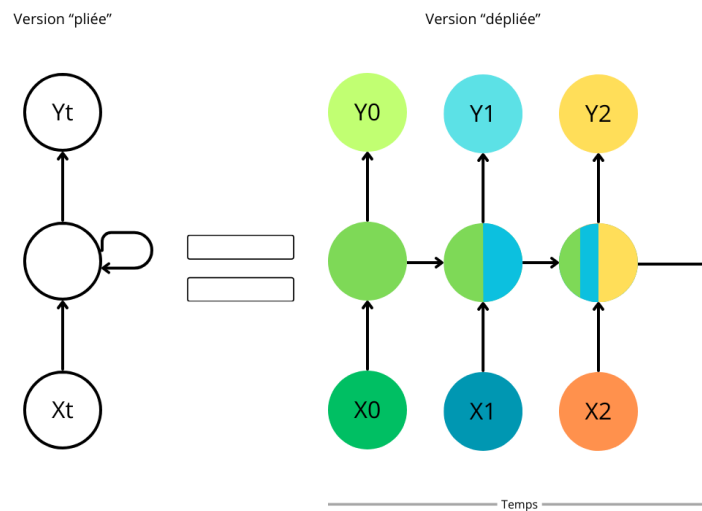 Version “pliée”
Version “dépliée”
Yt
Y0
Y1
Y2
Xt
X0
X1
X2
Temps